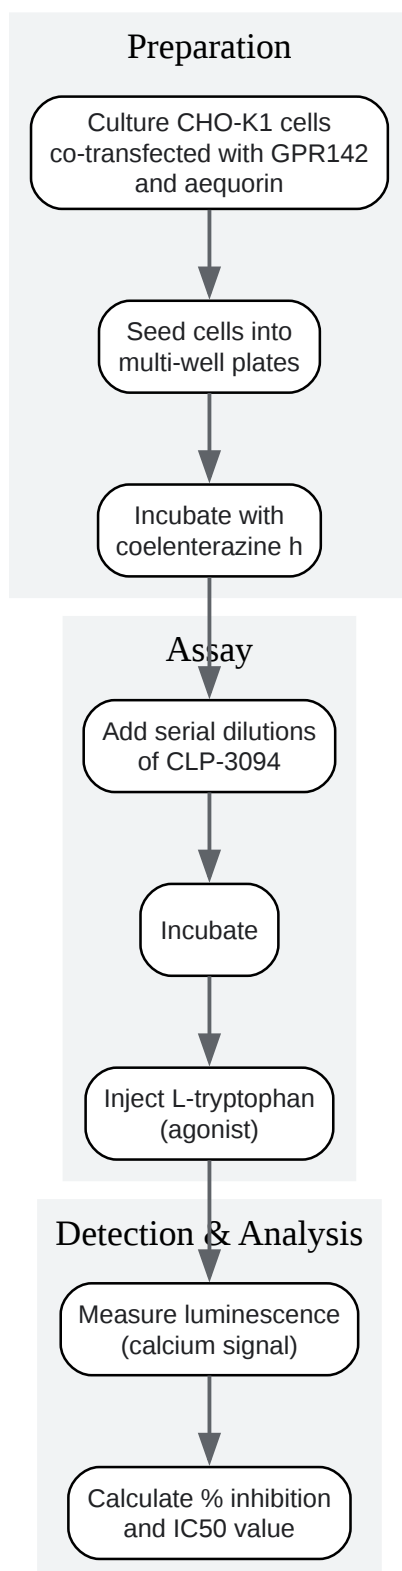 Preparation
Culture CHO-K1 cells
co-transfected with GPR142
and aequorin
Seed cells into
multi-well plates
Incubate with
coelenterazine h
Assay
Add serial dilutions
of CLP-3094
Incubate
Inject L-tryptophan
(agonist)
Detection & Analysis
Measure luminescence
(calcium signal)
Calculate % inhibition
and IC50 value